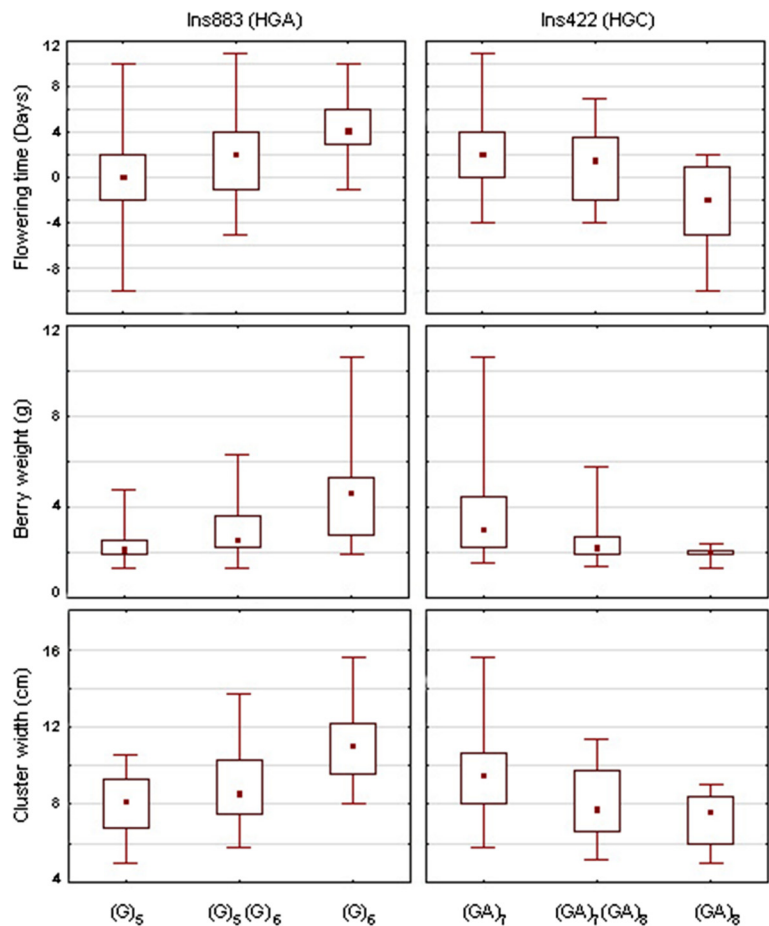 Ins883 (HGA)
Ins422 (HGC)
Flowering time (Days)
12
8
4
0
-4
-8
Berry weight (g)
12
8
4
0
Cluster width (cm)
16
12
8
4
(G)5
(G)5(G)6
(G)6
(GA)7
(GA)7(GA)8
(GA)8